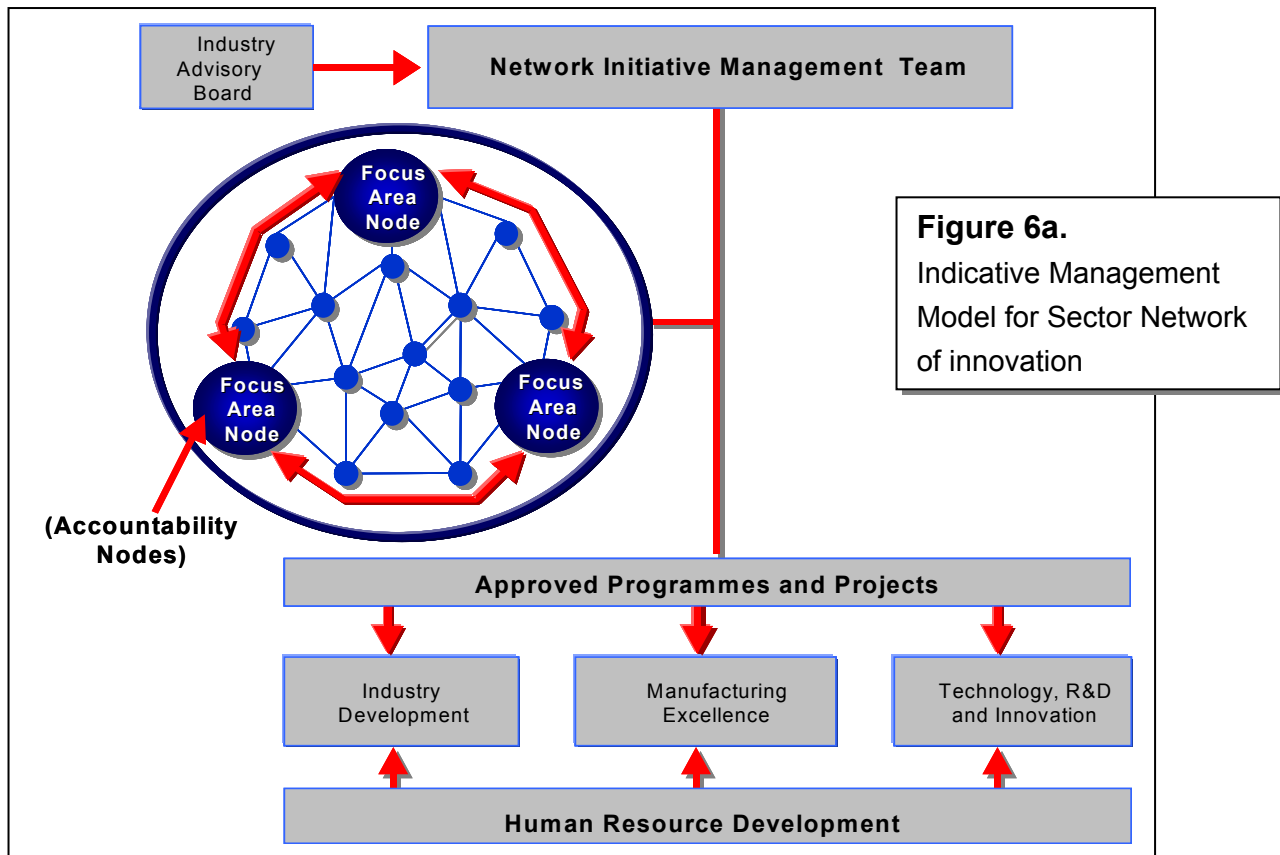 Industry
Advisory
Board
Network Initiative Management Team
Focus
Area
Node
Focus
Area
Node
Focus
Area
Node
(Accountability
Nodes)
Figure 6a.
Indicative Management
Model for Sector Network
of innovation
Approved Programmes and Projects
Industry
Development
Manufacturing
Excellence
Technology, R&D
and Innovation
Human Resource Development